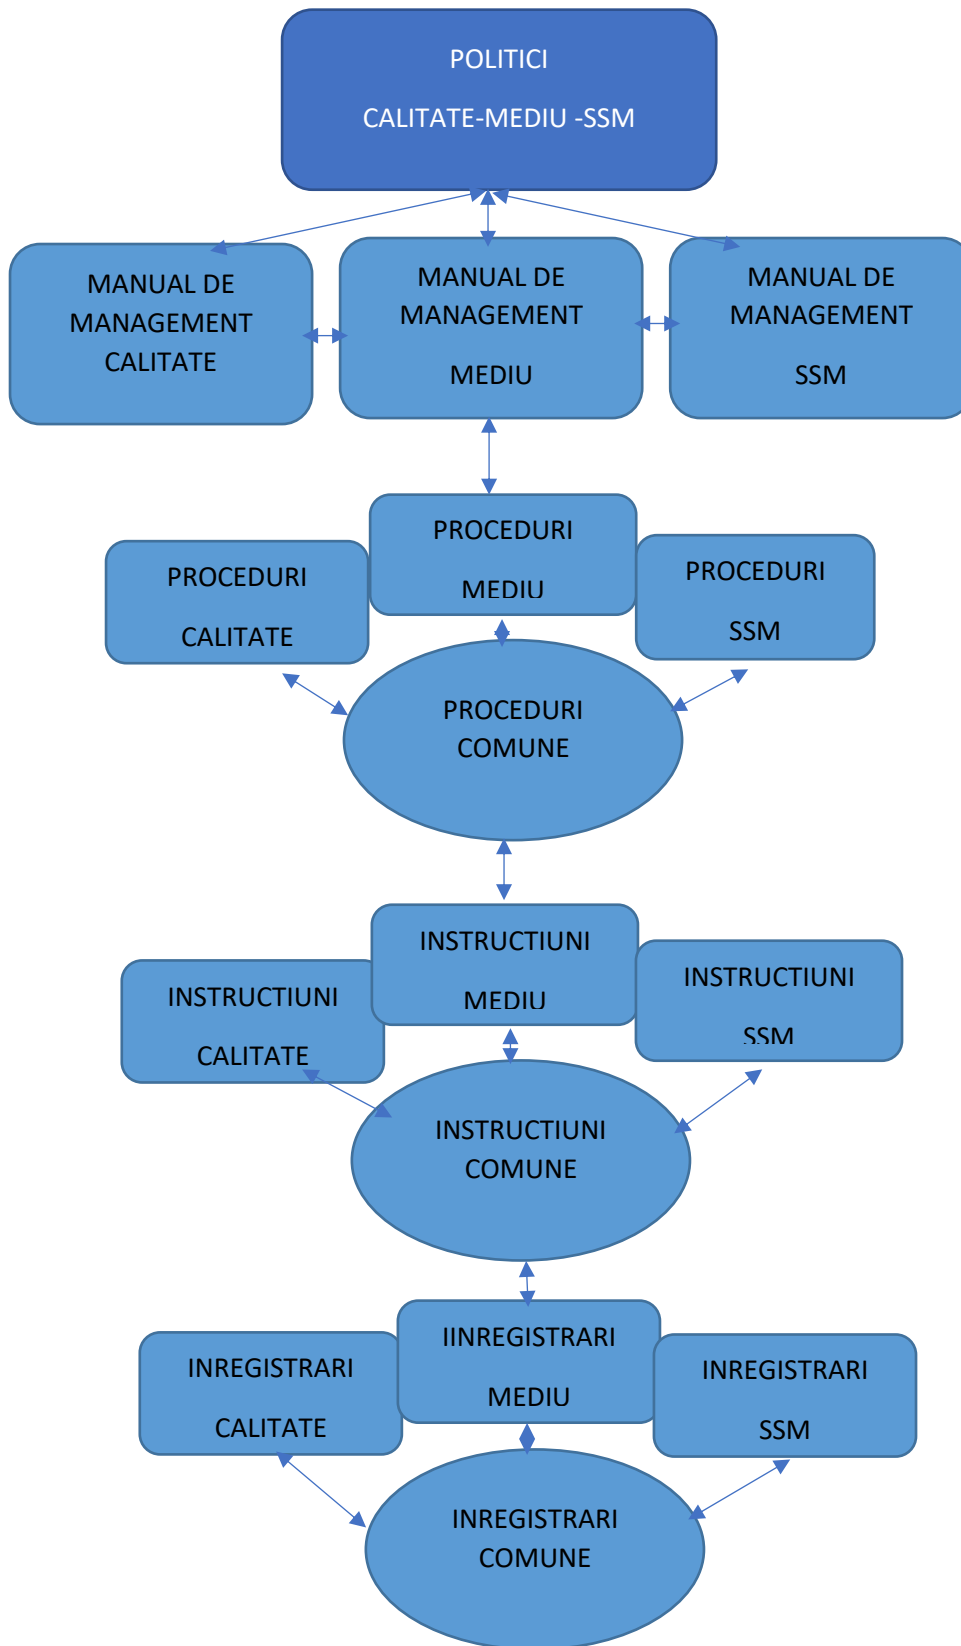 POLITICI
CALITATE-MEDIU -SSM
MANUAL DE
MANAGEMENT
CALITATE
MANUAL DE
MANAGEMENT
MEDIU
MANUAL DE
MANAGEMENT
SSM
PROCEDURI
CALITATE
PROCEDURI
MEDIU
PROCEDURI
SSM
PROCEDURI
COMUNE
INSTRUCTIUNI
CALITATE
INSTRUCTIUNI
MEDIU
INSTRUCTIUNI
SSM
INSTRUCTIUNI
COMUNE
INREGISTRARI
CALITATE
IINREGISTRARI
MEDIU
INREGISTRARI
SSM
INREGISTRARI
COMUNE